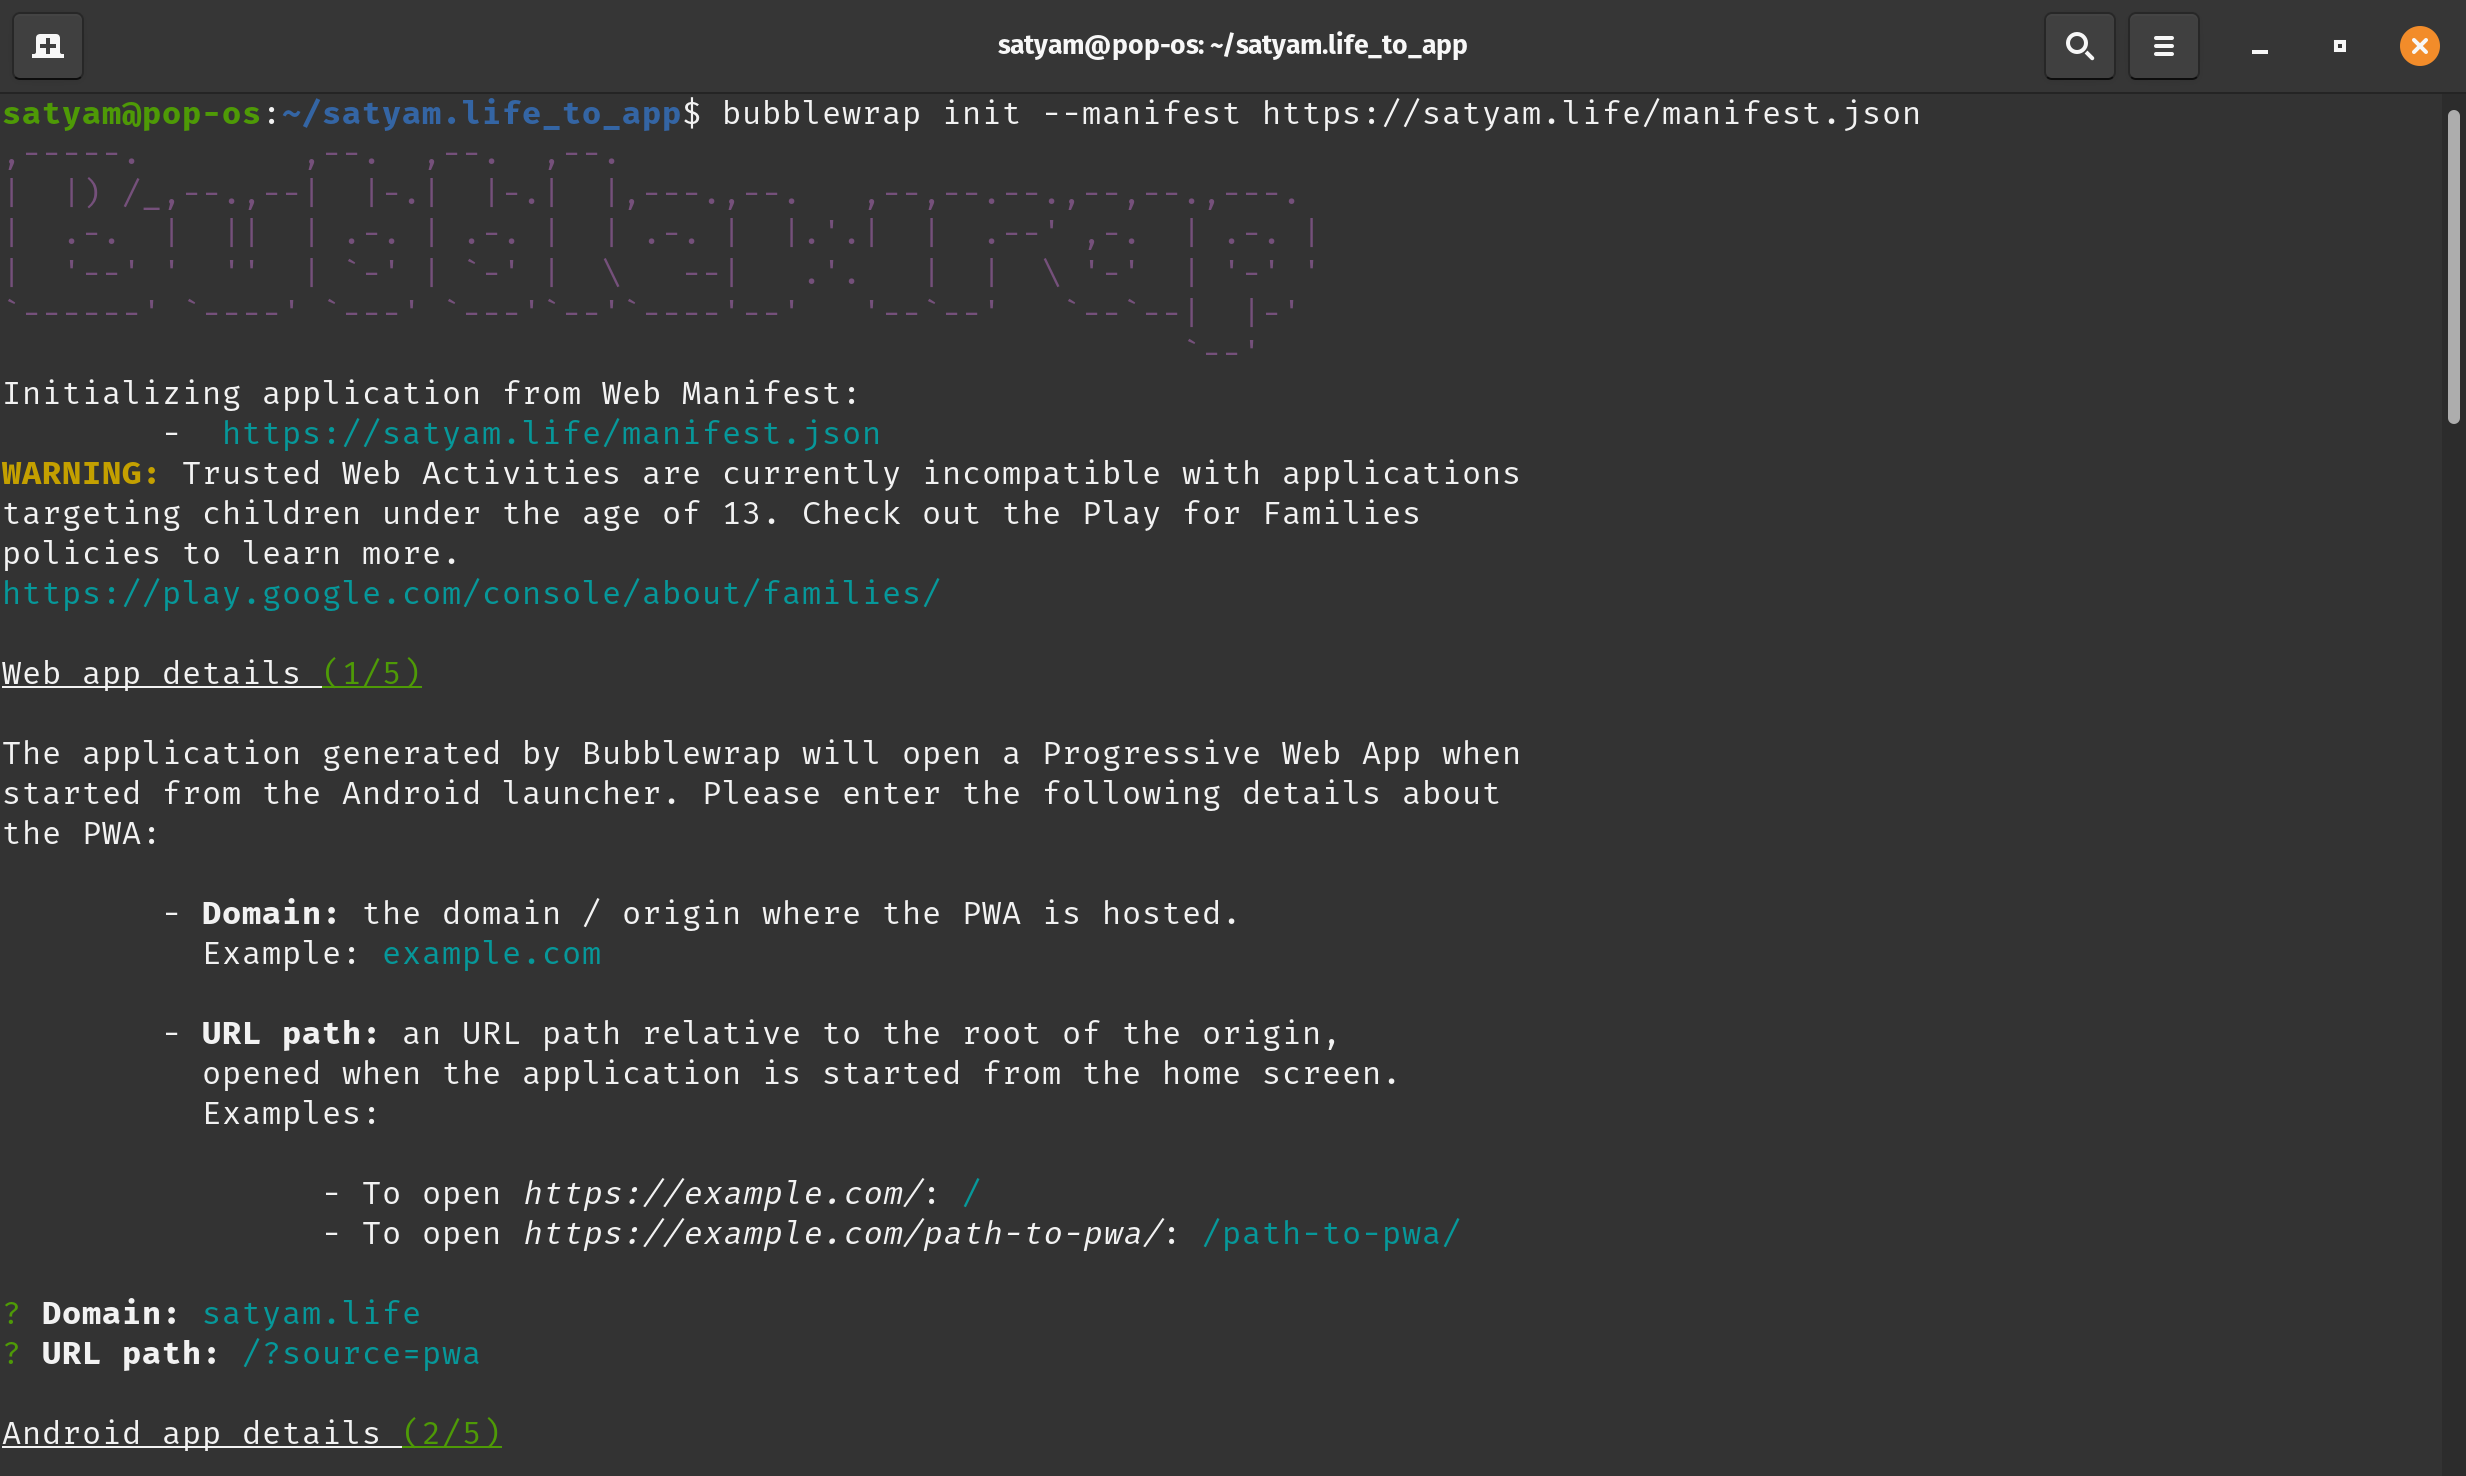 satyam@pop-os: ~/satyam.life_to_app
satyam@pop-os:~/satyam.life_to_app$ bubblewrap init --manifest https://satyam.life/manifest.json
,-----.        ,--.  ,--.  ,--.
|  |) /_,--.,--|  |-.|  |-.|  |,---.,--.   ,--,--.--.,--,--.,---.
|  .-.  |  ||  | .-. | .-. |  | .-. |  |.'.|  |  .--' ,-.  | .-. |
|  '--' '  ''  | `-' | `-' |  \   --|   .'.   |  |  \ '-'  | '-' '
`------' `----' `---' `---'`--'`----'--'   '--`--'   `--`--|  |-'
                                                           `--'
Initializing application from Web Manifest:
        -  https://satyam.life/manifest.json
WARNING: Trusted Web Activities are currently incompatible with applications
targeting children under the age of 13. Check out the Play for Families
policies to learn more.
https://play.google.com/console/about/families/
Web app details (1/5)
The application generated by Bubblewrap will open a Progressive Web App when
started from the Android launcher. Please enter the following details about
the PWA:
        - Domain: the domain / origin where the PWA is hosted.
          Example: example.com
        - URL path: an URL path relative to the root of the origin,
          opened when the application is started from the home screen.
          Examples:
                - To open https://example.com/: /
                - To open https://example.com/path-to-pwa/: /path-to-pwa/
? Domain: satyam.life
? URL path: /?source=pwa
Android app details (2/5)